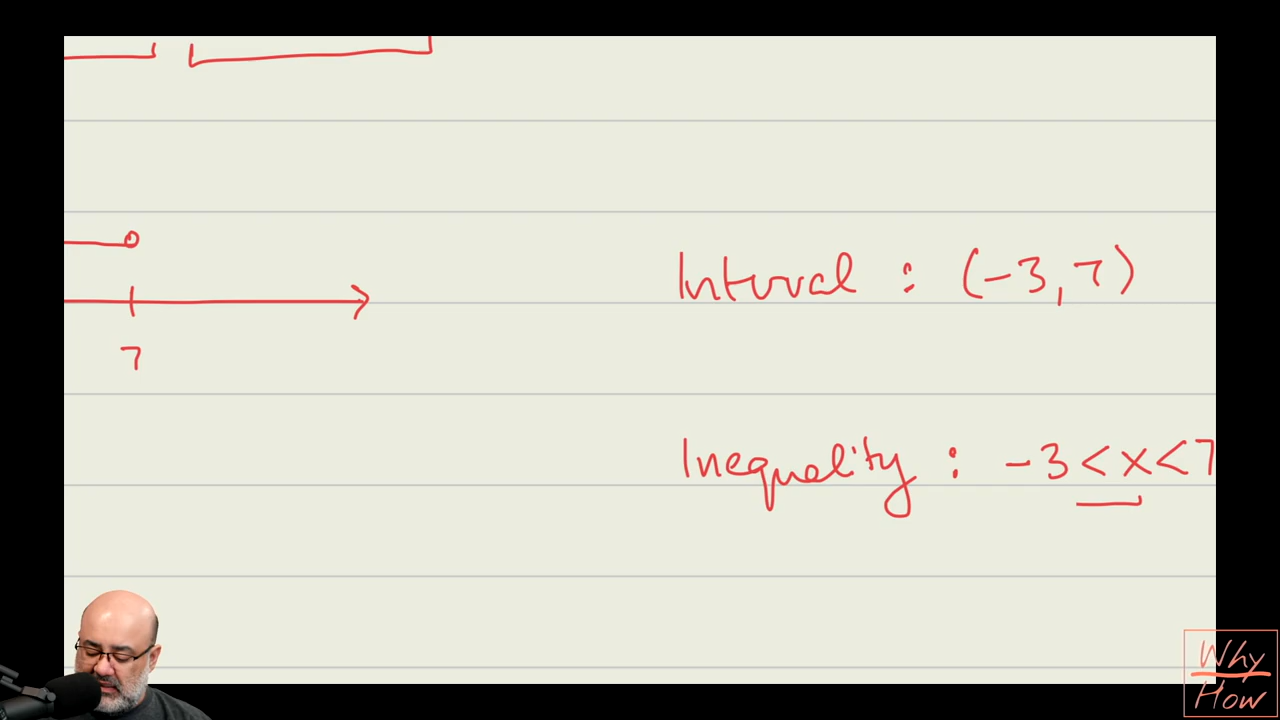 Interval : (-3, 7)
7
Inequality : -3 < x < 7
Why
How